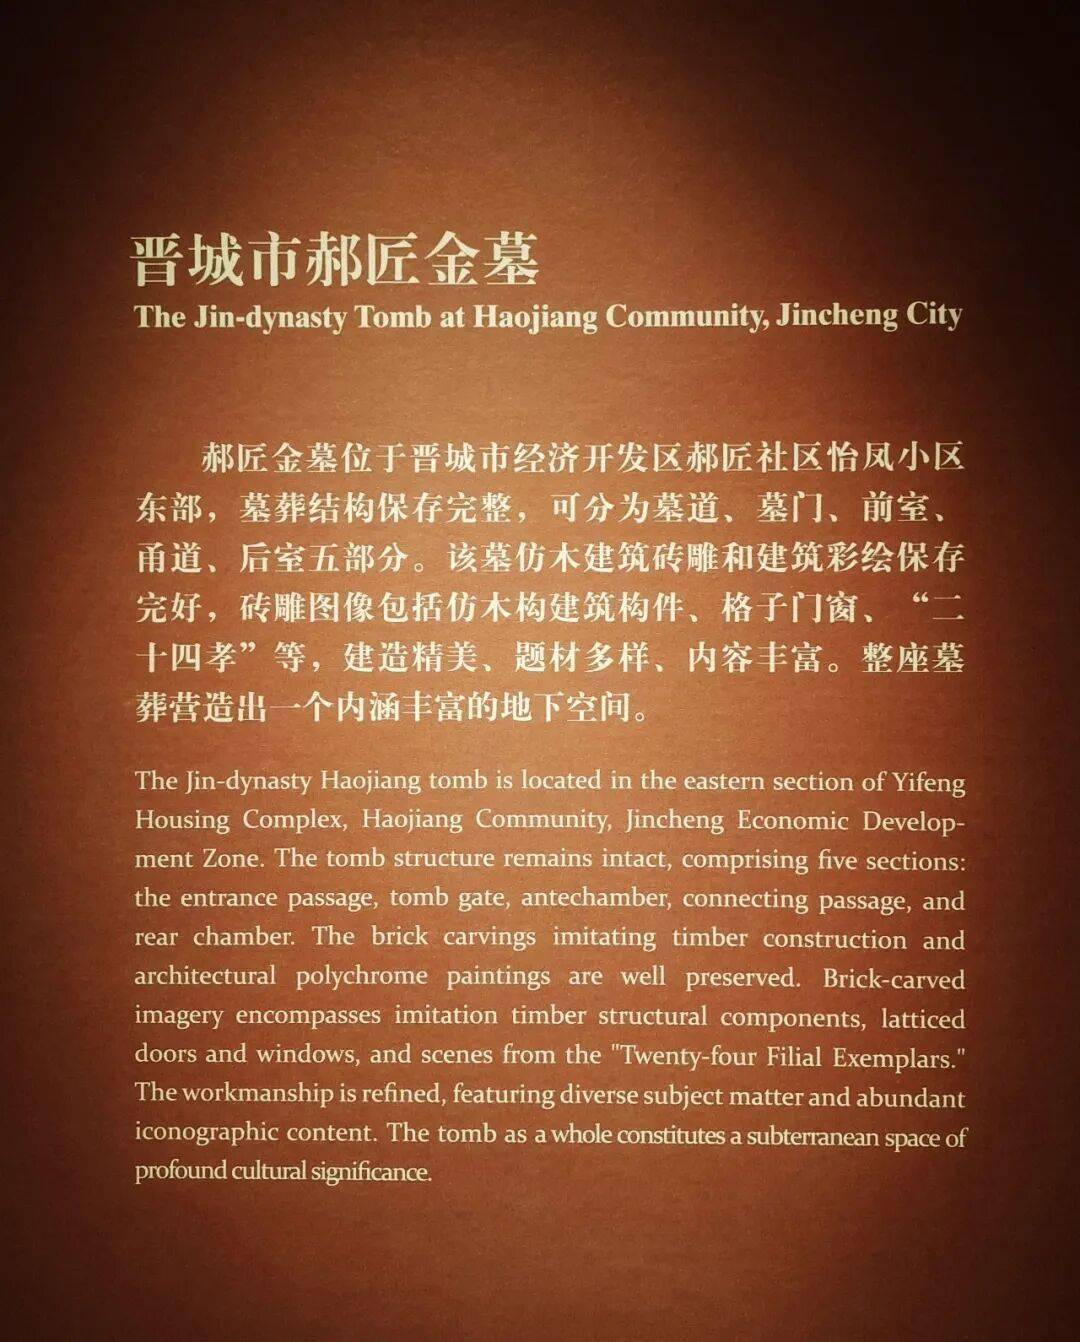 晋城市郝匠金墓
The Jin-dynasty Tomb at Haojiang Community, Jincheng City
郝匠金墓位于晋城市经济开发区郝匠社区怡凤小区
东部，墓葬结构保存完整，可分为墓道、墓门、前室、
甬道、后室五部分。该墓仿木建筑砖雕和建筑彩绘保存
完好，砖雕图像包括仿木构建筑构件、格子门窗、“二
十四孝”等，建造精美、题材多样、内容丰富。整座墓
葬营造出一个内涵丰富的地下空间。
The Jin-dynasty Haojiang tomb is located in the eastern section of Yifeng
Housing Complex, Haojiang Community, Jincheng Economic Develop-
ment Zone. The tomb structure remains intact, comprising five sections:
the entrance passage, tomb gate, antechamber, connecting passage, and
rear chamber. The brick carvings imitating timber construction and
architectural polychrome paintings are well preserved. Brick-carved
imagery encompasses imitation timber structural components, latticed
doors and windows, and scenes from the "Twenty-four Filial Exemplars."
The workmanship is refined, featuring diverse subject matter and abundant
iconographic content. The tomb as a whole constitutes a subterranean space of
profound cultural significance.